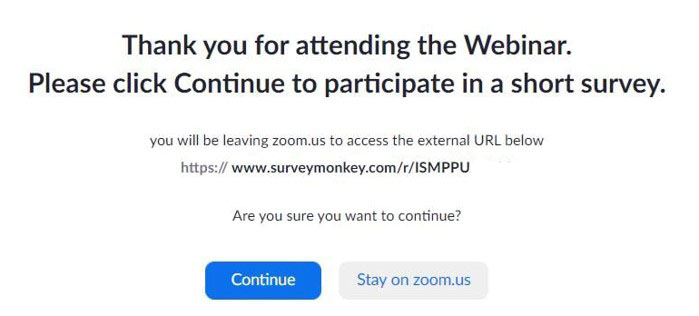 Thank you for attending the Webinar.
Please click Continue to participate in a short survey.
you will be leaving zoom.us to access the external URL below
https:// www.surveymonkey.com/r/ISMPPU
Are you sure you want to continue?
Continue
Stay on zoom.us